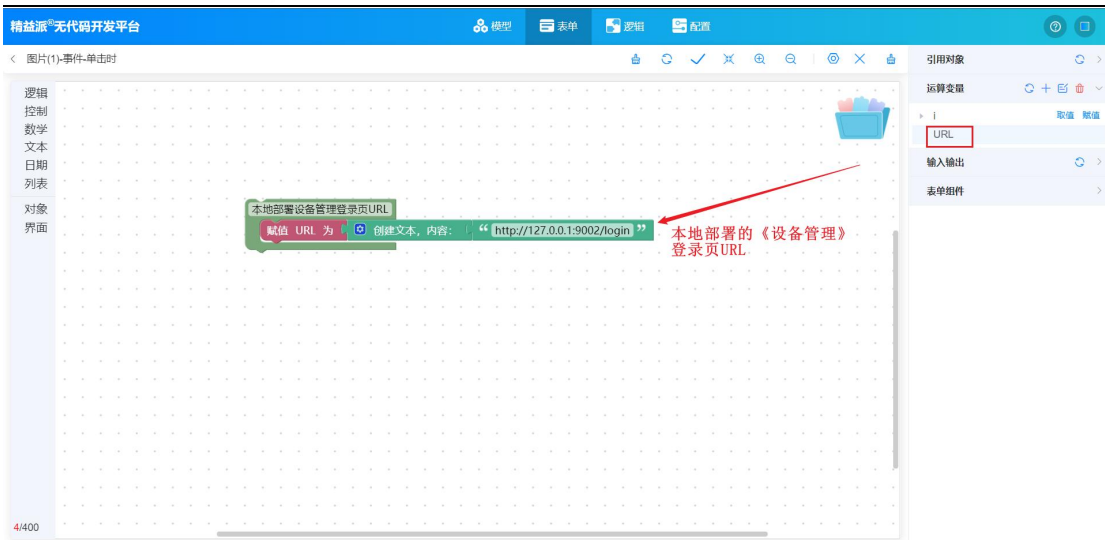 精益派®无代码开发平台
模型
表单
逻辑
配置
图片(1)-事件-单击时
引用对象
逻辑
控制
数学
文本
日期
列表
对象
界面
运算变量
i
取值 赋值
URL
输入输出
表单组件
本地部署设备管理登录页URL
赋值 URL 为 创建文本，内容： “ http://127.0.0.1:9002/login ”
本地部署的《设备管理》
登录页URL
4/400